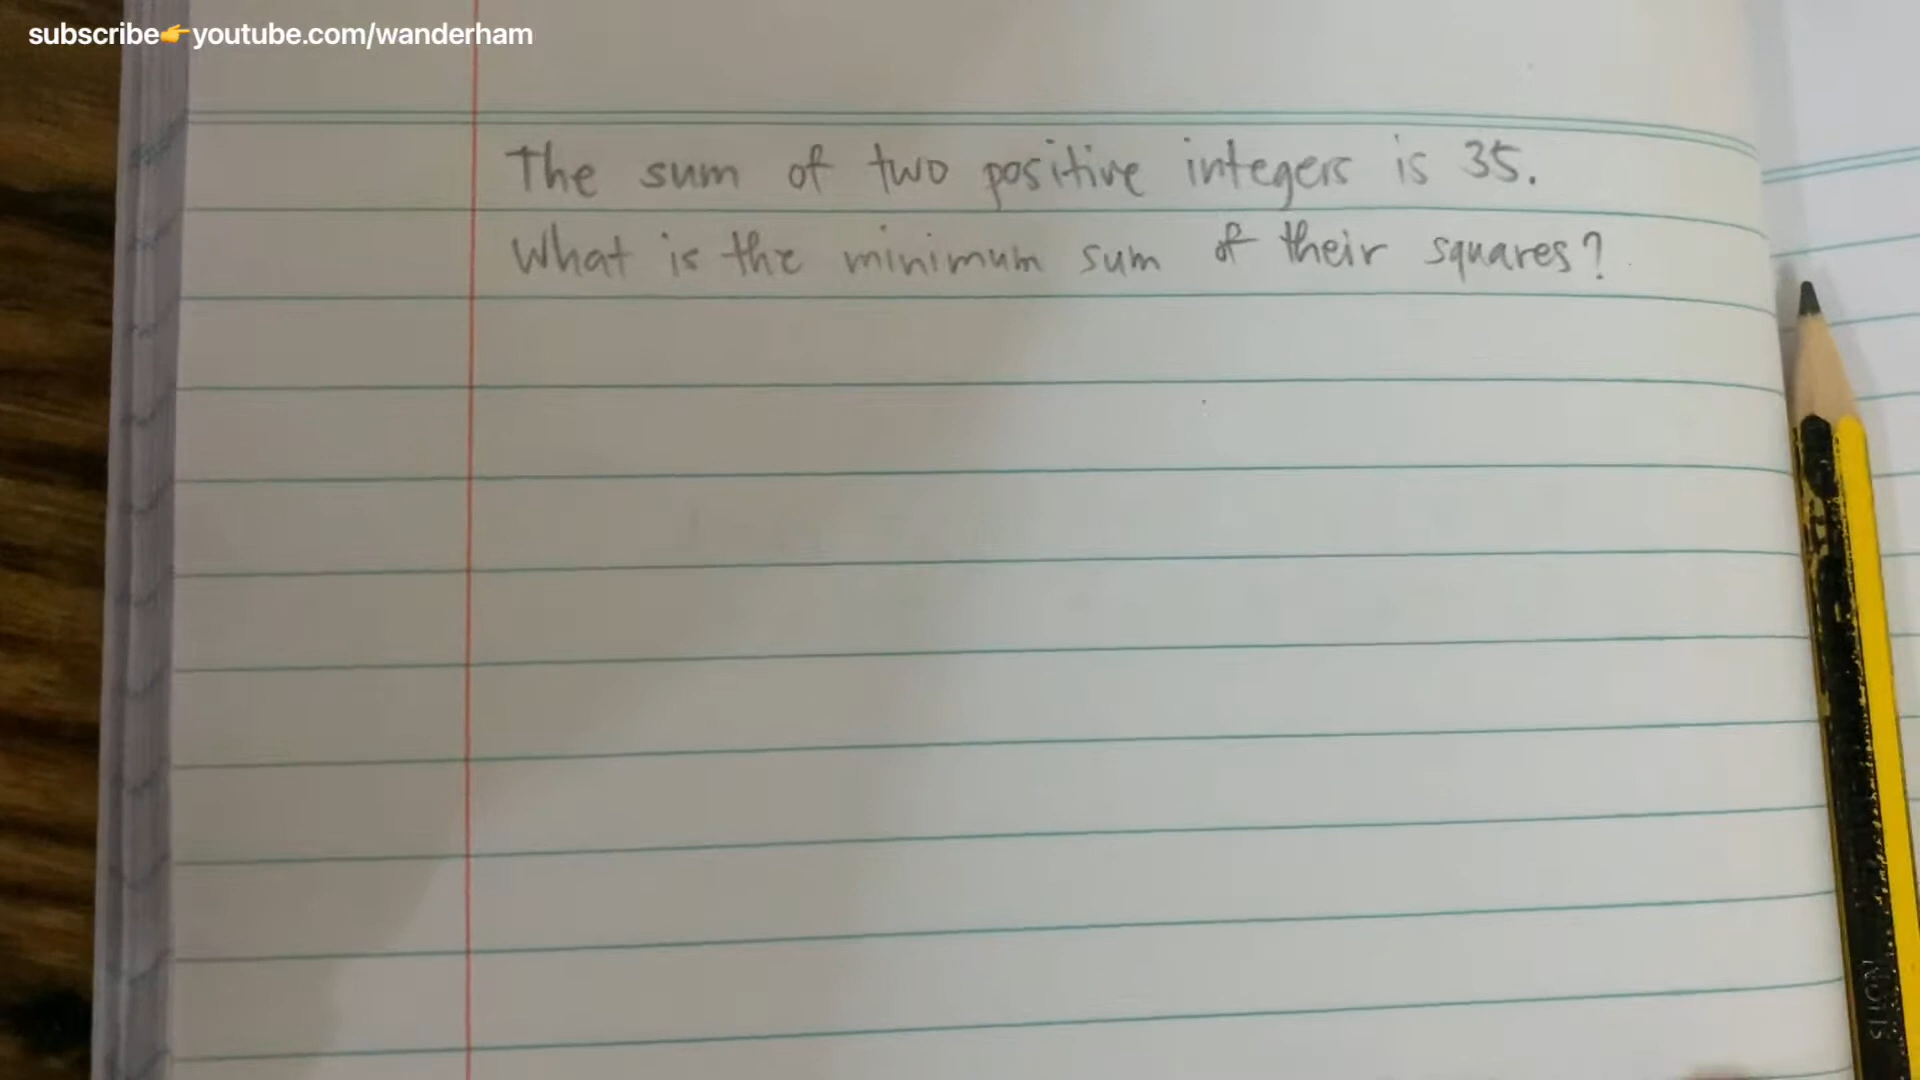 subscribe👉youtube.com/wanderham
The sum of two positive integers is 35.
What is the minimum sum of their squares?